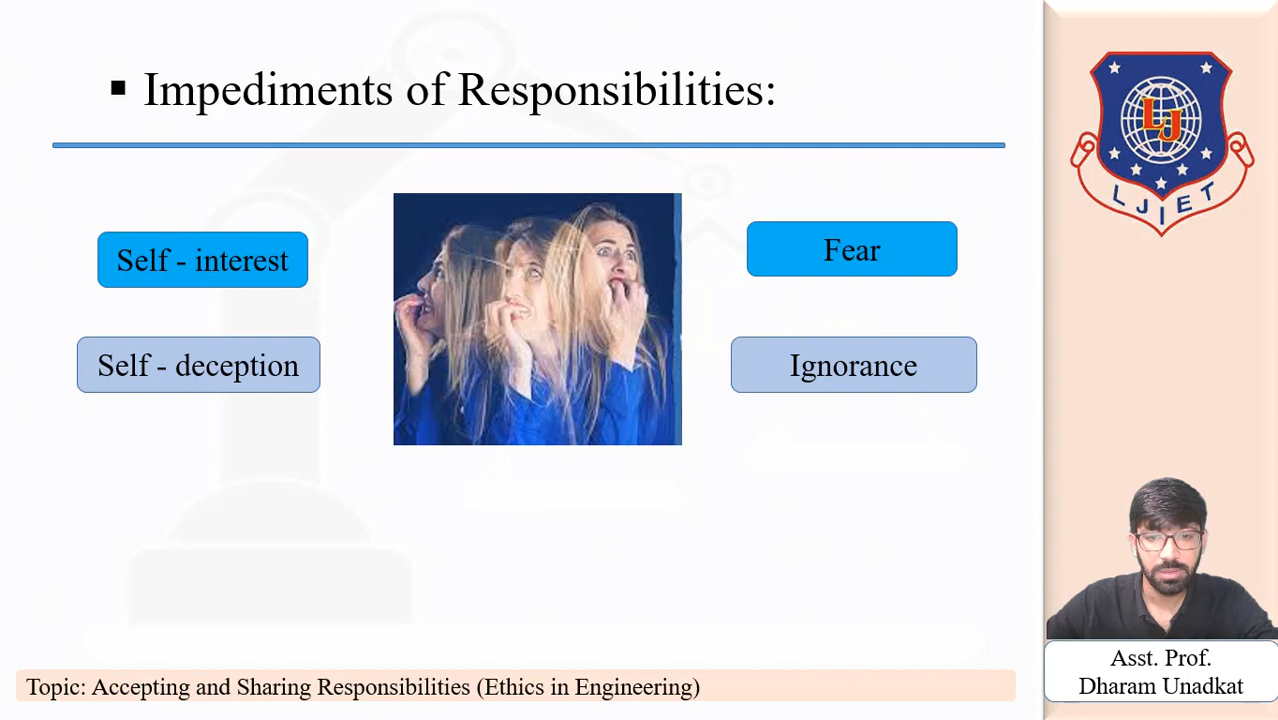 ▪ Impediments of Responsibilities:
Self - interest
Fear
Self - deception
Ignorance
Topic: Accepting and Sharing Responsibilities (Ethics in Engineering)
LJ
LJIET
Asst. Prof.
Dharam Unadkat